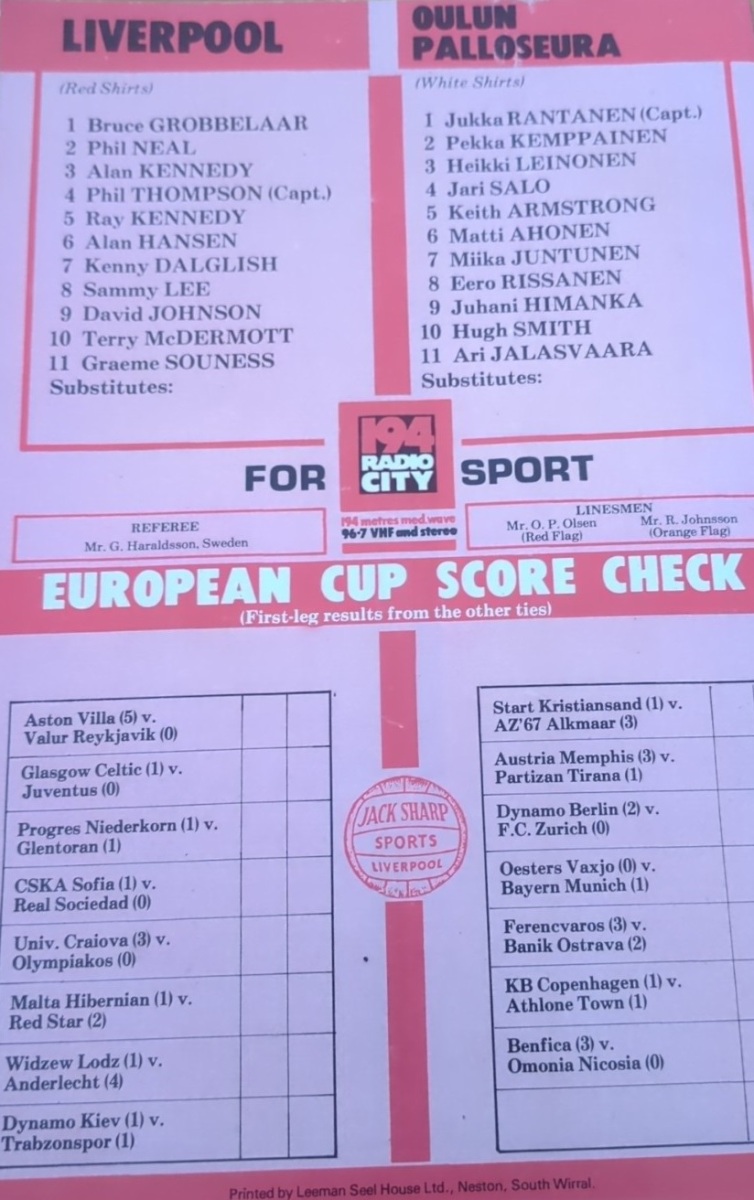 LIVERPOOL
(Red Shirts)
1 Bruce GROBBELAAR
2 Phil NEAL
3 Alan KENNEDY
4 Phil THOMPSON (Capt.)
5 Ray KENNEDY
6 Alan HANSEN
7 Kenny DALGLISH
8 Sammy LEE
9 David JOHNSON
10 Terry McDERMOTT
11 Graeme SOUNESS
Substitutes:
OULUN
PALLOSEURA
(White Shirts)
1 Jukka RANTANEN (Capt.)
2 Pekka KEMPPAINEN
3 Heikki LEINONEN
4 Jari SALO
5 Keith ARMSTRONG
6 Matti AHONEN
7 Miika JUNTUNEN
8 Eero RISSANEN
9 Juhani HIMANKA
10 Hugh SMITH
11 Ari JALASVAARA
Substitutes:
FOR
194
RADIO
CITY
SPORT
194 metres med. wave
96·7 VHF and stereo
REFEREE
Mr. G. Haraldsson, Sweden
LINESMEN
Mr. O. P. Olsen
(Red Flag)
Mr. R. Johnsson
(Orange Flag)
EUROPEAN CUP SCORE CHECK
(First-leg results from the other ties)
Aston Villa (5) v.
Valur Reykjavik (0)
Glasgow Celtic (1) v.
Juventus (0)
Progres Niederkorn (1) v.
Glentoran (1)
CSKA Sofia (1) v.
Real Sociedad (0)
Univ. Craiova (3) v.
Olympiakos (0)
Malta Hibernian (1) v.
Red Star (2)
Widzew Lodz (1) v.
Anderlecht (4)
Dynamo Kiev (1) v.
Trabzonspor (1)
JACK SHARP
SPORTS
LIVERPOOL
Start Kristiansand (1) v.
AZ'67 Alkmaar (3)
Austria Memphis (3) v.
Partizan Tirana (1)
Dynamo Berlin (2) v.
F.C. Zurich (0)
Oesters Vaxjo (0) v.
Bayern Munich (1)
Ferencvaros (3) v.
Banik Ostrava (2)
KB Copenhagen (1) v.
Athlone Town (1)
Benfica (3) v.
Omonia Nicosia (0)
Printed by Leeman Seel House Ltd., Neston, South Wirral.